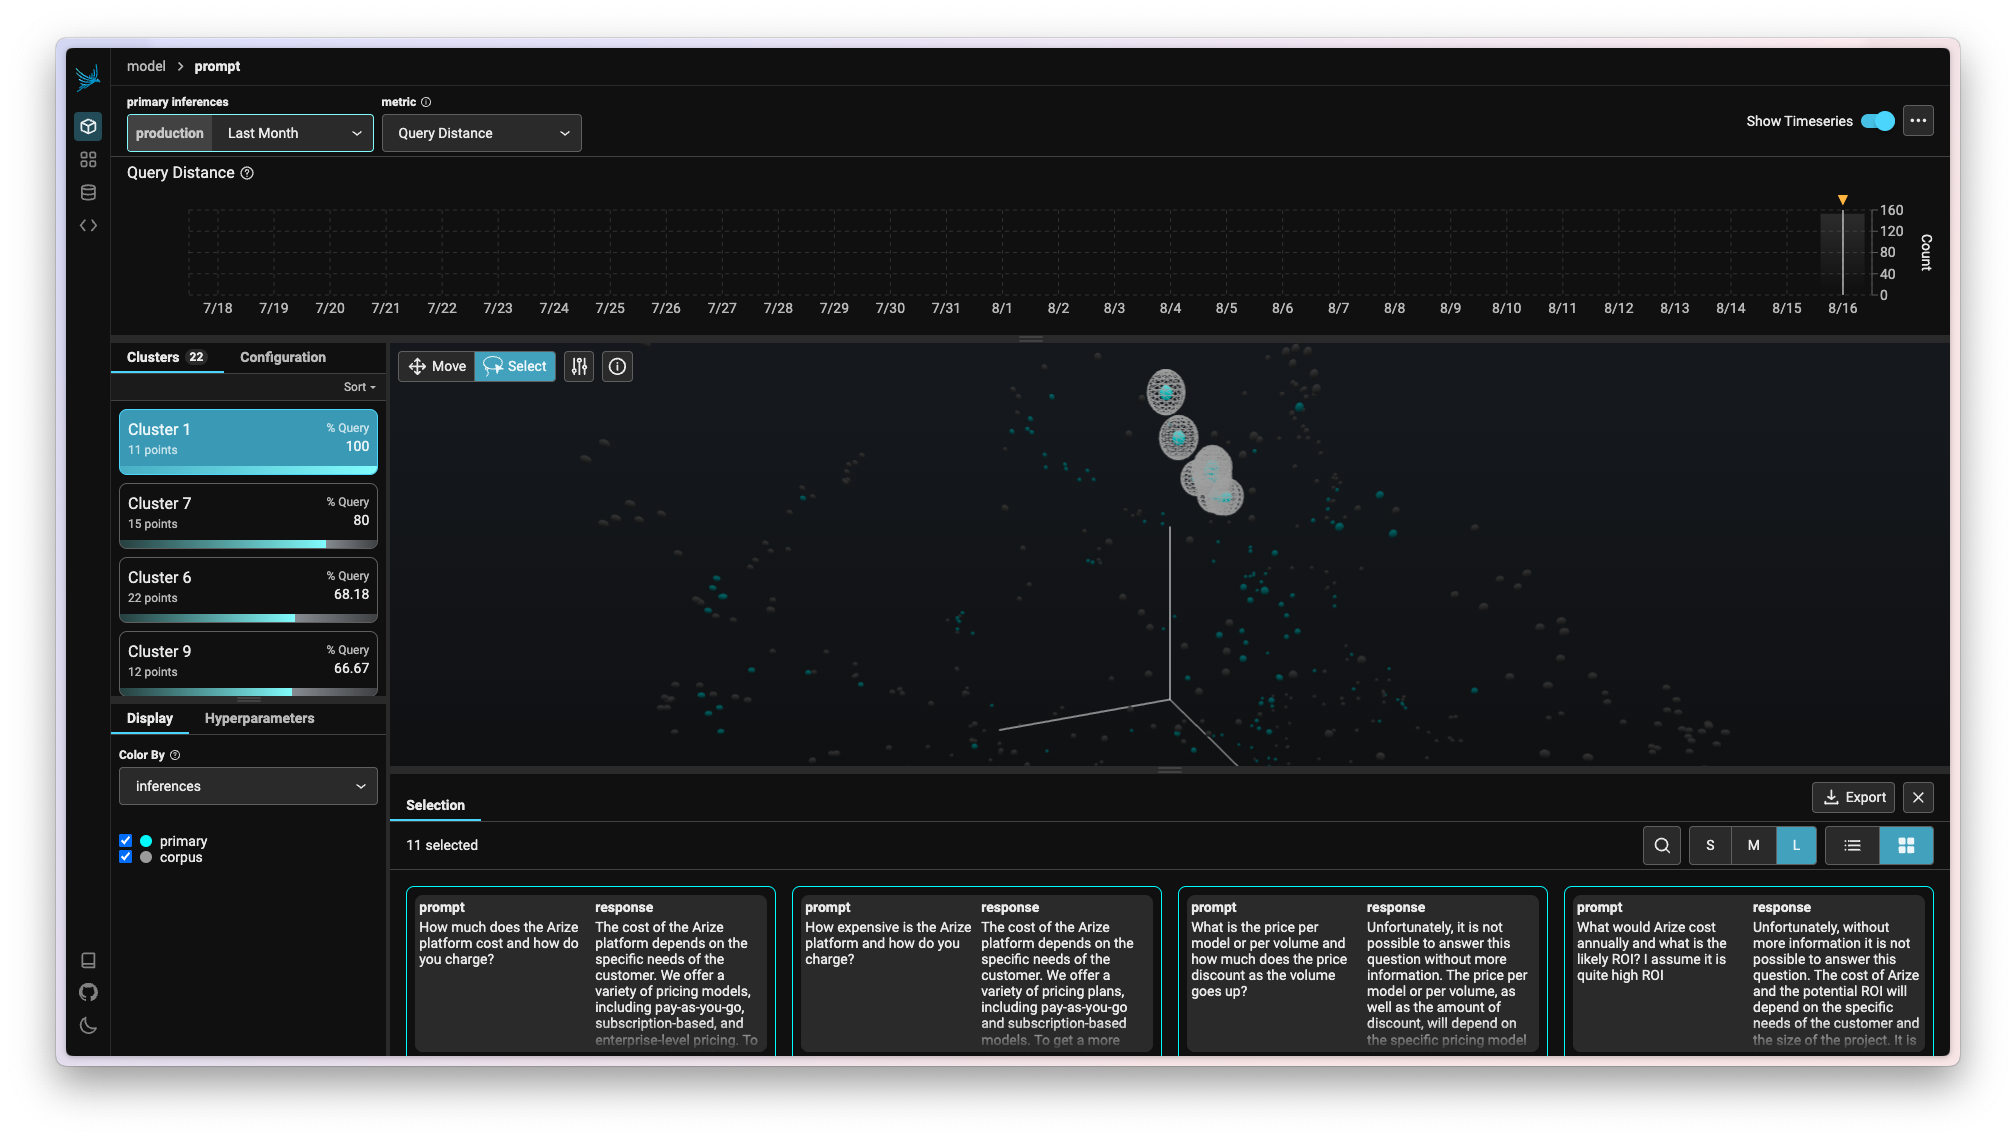 model > prompt
primary inferences
metric
production Last Month
Query Distance
Show Timeseries
Query Distance
160
120
80
40
0
Count
7/18 7/19 7/20 7/21 7/22 7/23 7/24 7/25 7/26 7/27 7/28 7/29 7/30 7/31 8/1 8/2 8/3 8/4 8/5 8/6 8/7 8/8 8/9 8/10 8/11 8/12 8/13 8/14 8/15 8/16
Clusters 22 Configuration
Sort
Cluster 1
11 points
% Query
100
Cluster 7
15 points
% Query
80
Cluster 6
22 points
% Query
68.18
Cluster 9
12 points
% Query
66.67
Move Select
Display Hyperparameters
Color By
inferences
primary
corpus
Selection
Export
11 selected
S M L
prompt
How much does the Arize
platform cost and how do
you charge?
response
The cost of the Arize
platform depends on the
specific needs of the
customer. We offer a
variety of pricing models,
including pay-as-you-go,
subscription-based, and
enterprise-level pricing. To
prompt
How expensive is the Arize
platform and how do you
charge?
response
The cost of the Arize
platform depends on the
specific needs of the
customer. We offer a
variety of pricing plans,
including pay-as-you-go
and subscription-based
models. To get a more
prompt
What is the price per
model or per volume and
how much does the price
discount as the volume
goes up?
response
Unfortunately, it is not
possible to answer this
question without more
information. The price per
model or per volume, as
well as the amount of
discount, will depend on
the specific pricing model
prompt
What would Arize cost
annually and what is the
likely ROI? I assume it is
quite high ROI
response
Unfortunately, without
more information it is not
possible to answer this
question. The cost of Arize
and the potential ROI will
depend on the specific
needs of the customer and
the size of the project. It is